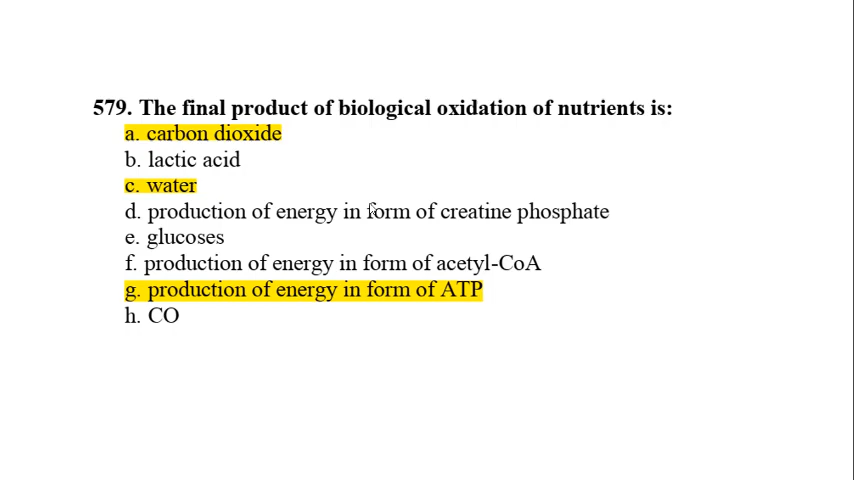 579. The final product of biological oxidation of nutrients is:
a. carbon dioxide
b. lactic acid
c. water
d. production of energy in form of creatine phosphate
e. glucoses
f. production of energy in form of acetyl-CoA
g. production of energy in form of ATP
h. CO